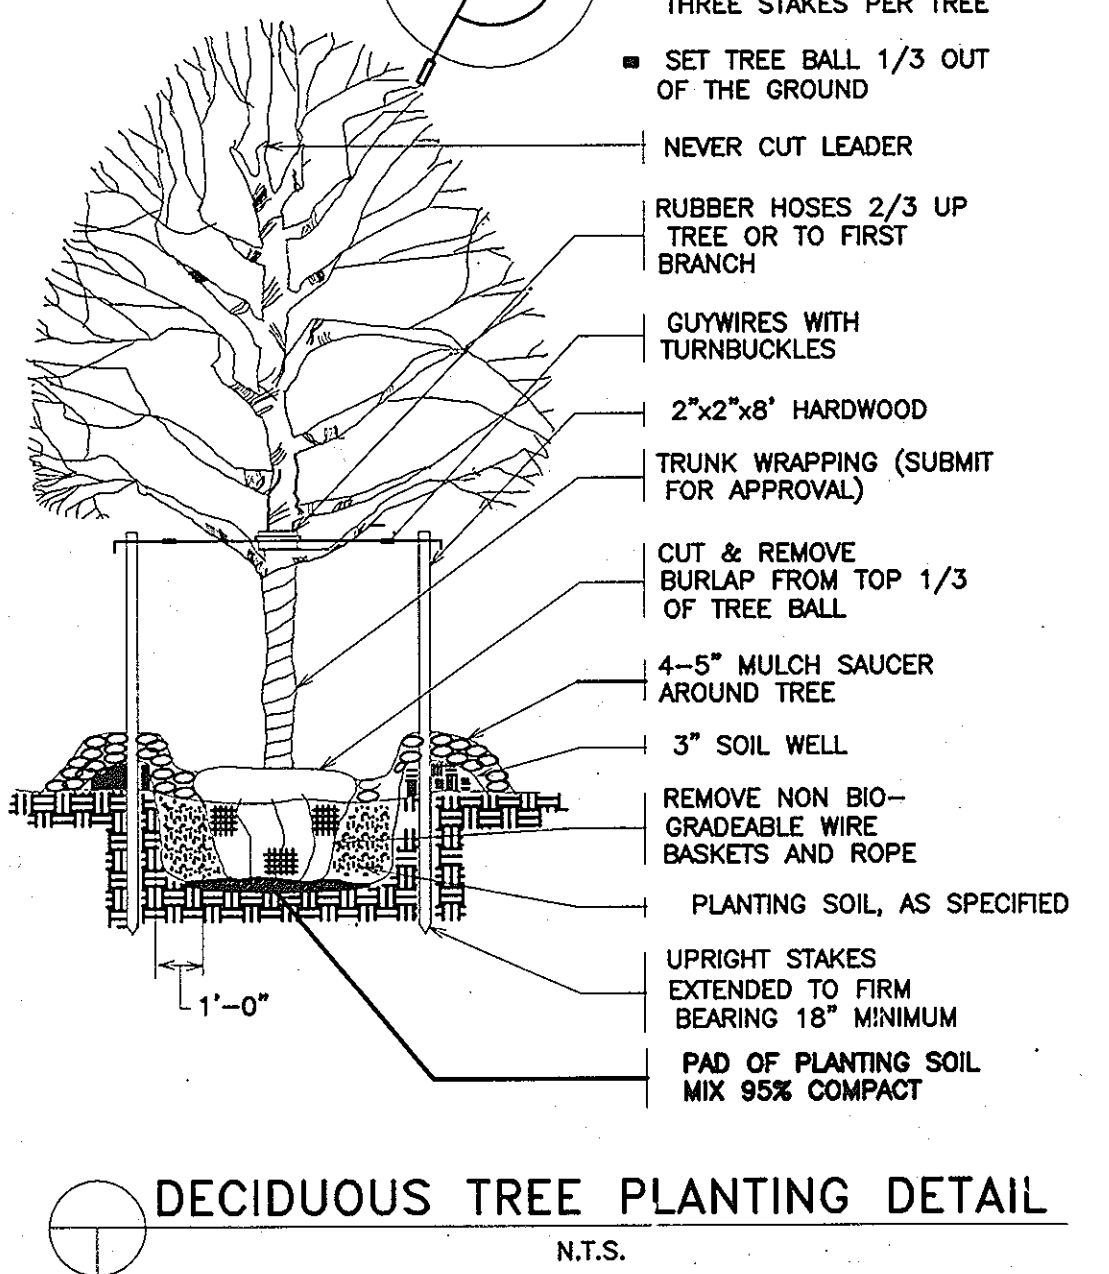 THREE STAKES PER TREE
SET TREE BALL 1/3 OUT
OF THE GROUND
NEVER CUT LEADER
RUBBER HOSES 2/3 UP
TREE OR TO FIRST
BRANCH
GUYWIRES WITH
TURNBUCKLES
2"x2"x8' HARDWOOD
TRUNK WRAPPING (SUBMIT
FOR APPROVAL)
CUT & REMOVE
BURLAP FROM TOP 1/3
OF TREE BALL
4-5" MULCH SAUCER
AROUND TREE
3" SOIL WELL
REMOVE NON BIO-
GRADEABLE WIRE
BASKETS AND ROPE
PLANTING SOIL, AS SPECIFIED
UPRIGHT STAKES
EXTENDED TO FIRM
BEARING 18" MINIMUM
1'-0"
PAD OF PLANTING SOIL
MIX 95% COMPACT
DECIDUOUS TREE PLANTING DETAIL
N.T.S.